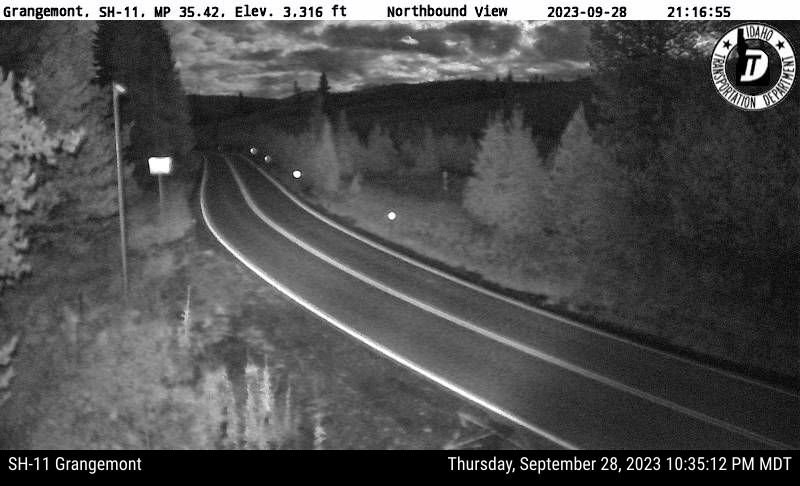 Grangemont, SH-11, MP 35.42, Elev. 3,316 ft Northbound View 2023-09-28 21:16:55
IDAHO
TRANSPORTATION DEPARTMENT
SH-11 Grangemont Thursday, September 28, 2023 10:35:12 PM MDT